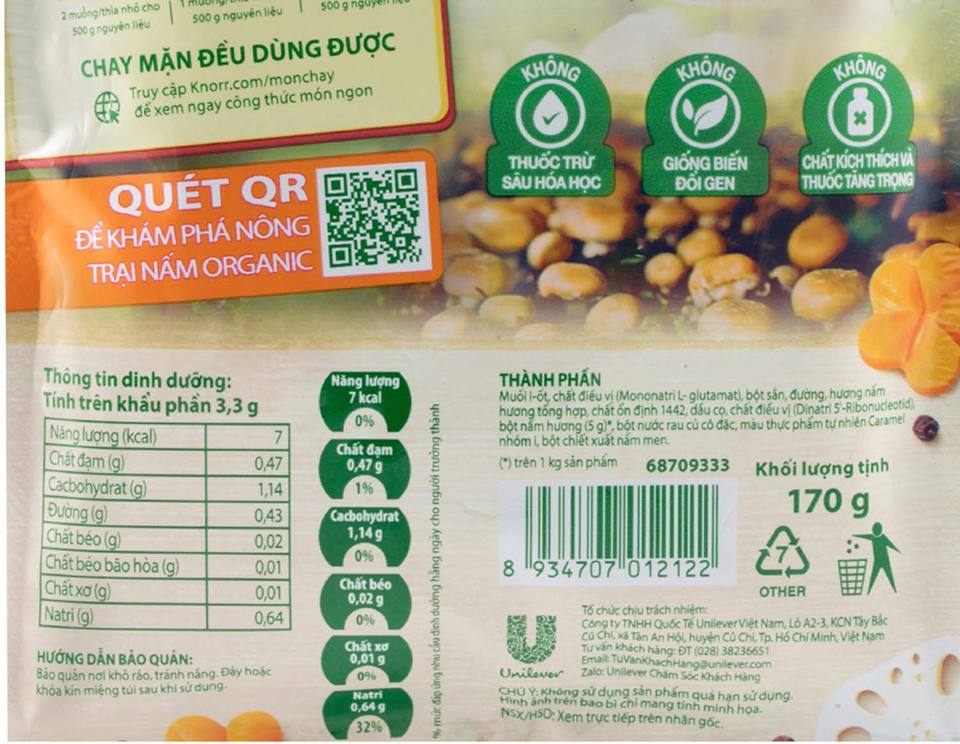 2 muỗng/thìa nhỏ cho
500 g nguyên liệu
500 g nguyên liệu
500 g nguyên liệu
CHAY MẶN ĐỀU DÙNG ĐƯỢC
Truy cập Knorr.com/monchay
để xem ngay công thức món ngon
QUÉT QR
ĐỂ KHÁM PHÁ NÔNG
TRẠI NẤM ORGANIC
KHÔNG
THUỐC TRỪ
SÂU HÓA HỌC
KHÔNG
GIỐNG BIẾN
ĐỔI GEN
KHÔNG
CHẤT KÍCH THÍCH VÀ
THUỐC TĂNG TRỌNG
Thông tin dinh dưỡng:
Tính trên khẩu phần 3,3 g
Năng lượng (kcal) 7
Chất đạm (g) 0,47
Cacbohydrat (g) 1,14
Đường (g) 0,43
Chất béo (g) 0,02
Chất béo bão hòa (g) 0,01
Chất xơ (g) 0,01
Natri (g) 0,64
HƯỚNG DẪN BẢO QUẢN:
Bảo quản nơi khô ráo, tránh nắng. Đậy hoặc
khóa kín miệng túi sau khi sử dụng.
Năng lượng
7 kcal
0%
Chất đạm
0,47 g
1%
Cacbohydrat
1,14 g
0%
Chất béo
0,02 g
0%
Chất xơ
0,01 g
0%
Natri
0,64 g
32%
% mức đáp ứng nhu cầu dinh dưỡng hằng ngày cho người trưởng thành
THÀNH PHẦN
Muối I-ốt, chất điều vị (Mononatri L- glutamat), bột sắn, đường, hương nấm
hương tổng hợp, chất ổn định 1442, dầu cọ, chất điều vị (Dinatri 5'-Ribonucleotid),
bột nấm hương (5 g)*, bột nước rau củ cô đặc, màu thực phẩm tự nhiên Caramel
nhóm I, bột chiết xuất nấm men.
(*) trên 1 kg sản phẩm 68709333
8 934707 012122
Khối lượng tịnh
170 g
7
OTHER
Unilever
Tổ chức chịu trách nhiệm:
Công ty TNHH Quốc Tế Unilever Việt Nam, Lô A2-3, KCN Tây Bắc
Củ Chi, xã Tân An Hội, huyện Củ Chi, Tp. Hồ Chí Minh, Việt Nam
Tư vấn khách hàng: ĐT (028) 38236651
Email: TuVanKhachHang@unilever.com
Zalo: Unilever Chăm Sóc Khách Hàng
CHÚ Ý: Không sử dụng sản phẩm quá hạn sử dụng.
Hình ảnh trên bao bì chỉ mang tính minh họa.
NSX/HSD: Xem trực tiếp trên nhãn gốc.